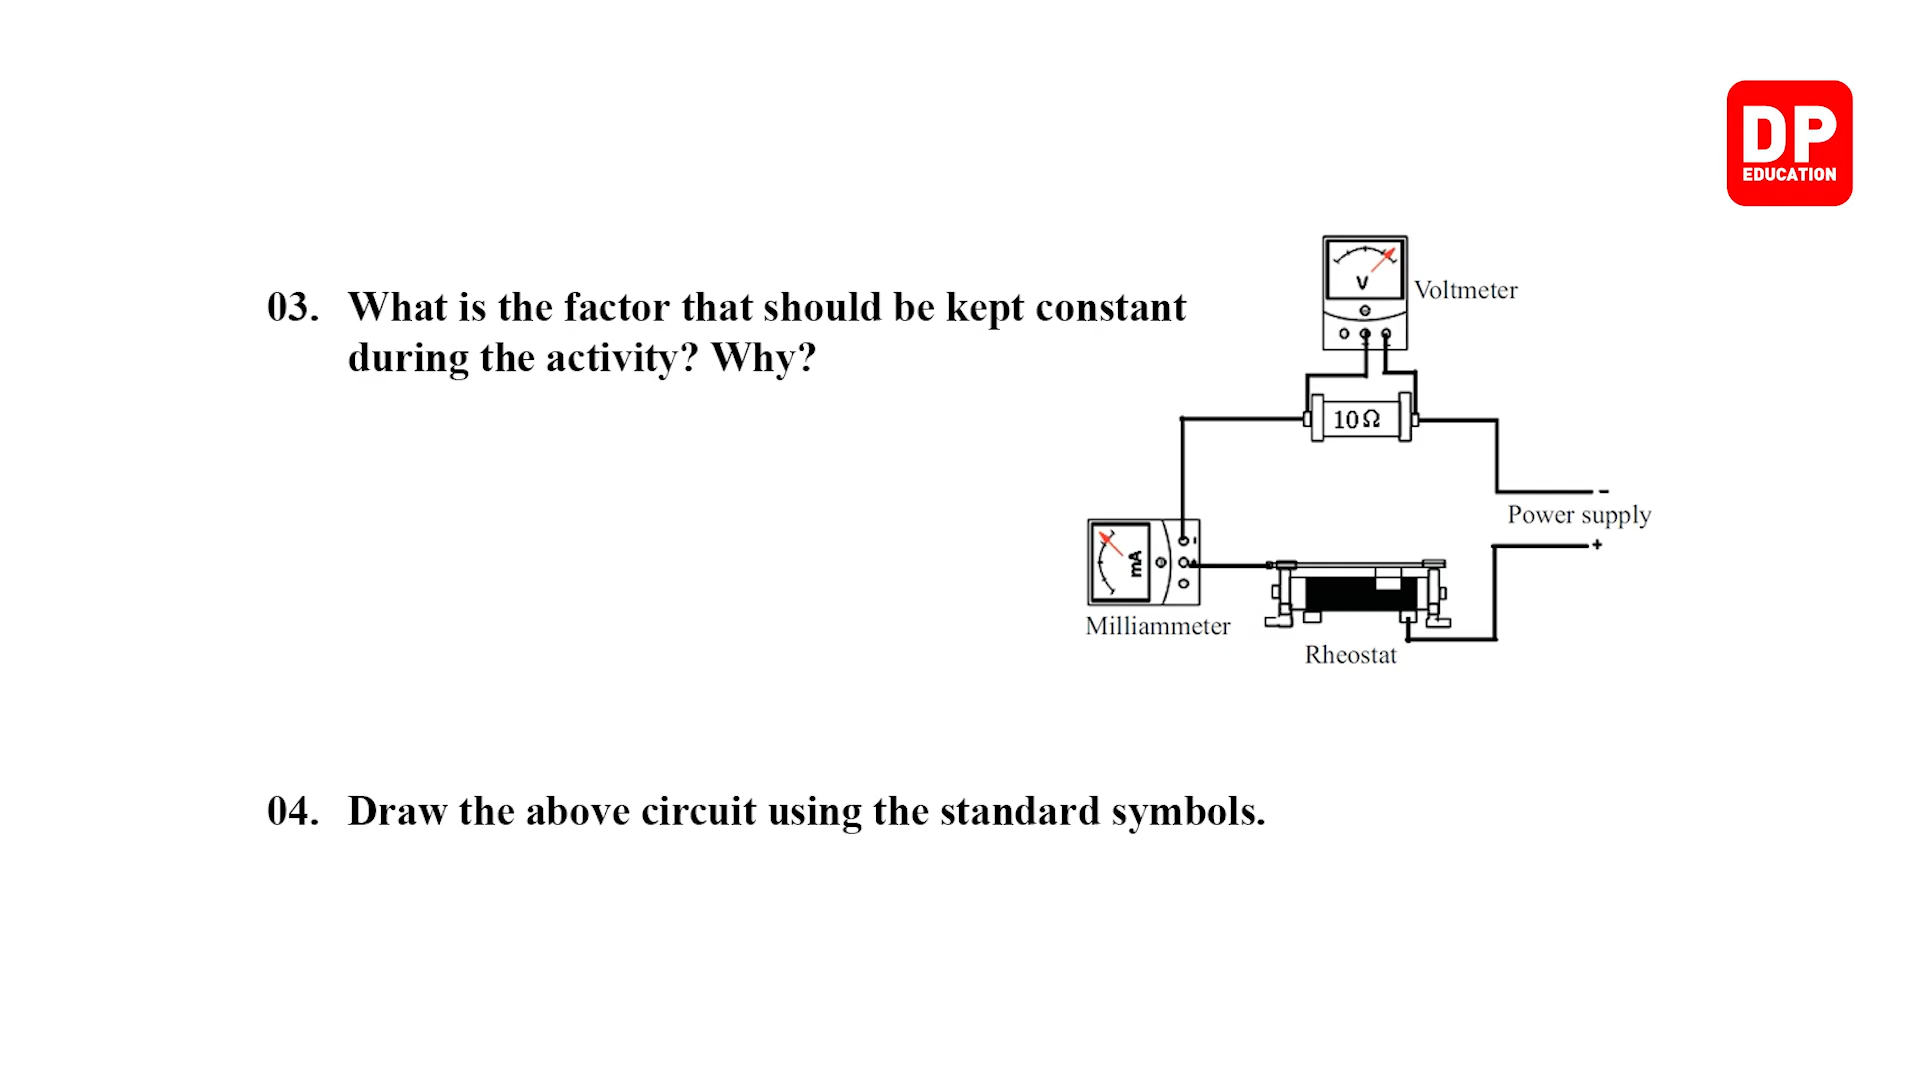 DP
EDUCATION
03. What is the factor that should be kept constant
during the activity? Why?
V
Voltmeter
10Ω
-
Power supply
+
mA
-
Milliammeter
Rheostat
04. Draw the above circuit using the standard symbols.